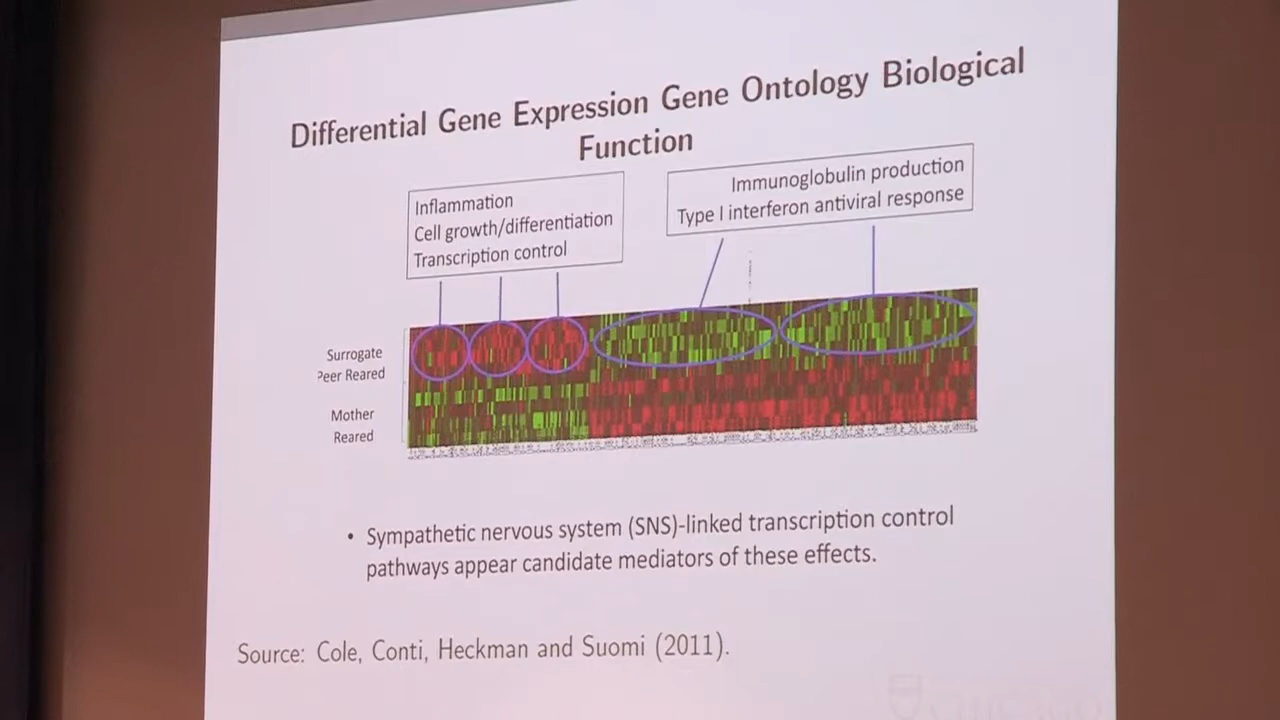 Differential Gene Expression Gene Ontology Biological
Function
Inflammation
Cell growth/differentiation
Transcription control
Immunoglobulin production
Type I interferon antiviral response
Surrogate
Peer Reared
Mother
Reared
• Sympathetic nervous system (SNS)-linked transcription control
pathways appear candidate mediators of these effects.
Source: Cole, Conti, Heckman and Suomi (2011).
CHICAGO